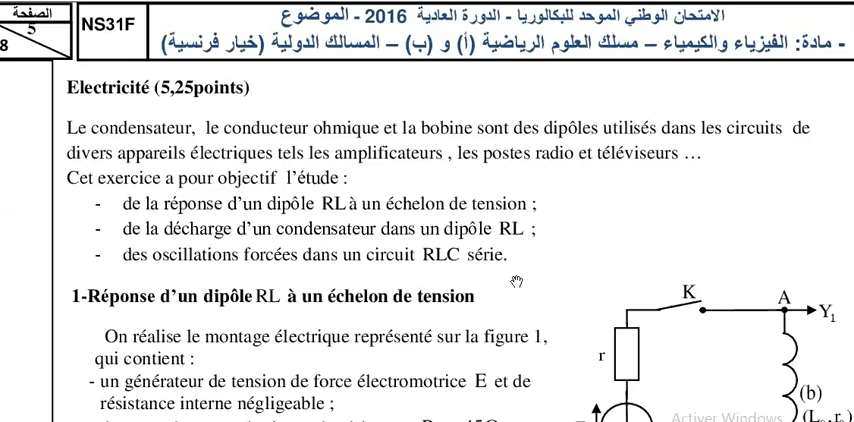 الصفحة
5
8
NS31F
الامتحان الوطني الموحد للبكالوريا - الدورة العادية 2016 - الموضوع
- مادة: الفيزياء والكيمياء – مسلك العلوم الرياضية (أ) و (ب) – المسالك الدولية (خيار فرنسية)
Electricité (5,25points)
Le condensateur, le conducteur ohmique et la bobine sont des dipôles utilisés dans les circuits de
divers appareils électriques tels les amplificateurs , les postes radio et téléviseurs …
Cet exercice a pour objectif l’étude :
- de la réponse d’un dipôle RL à un échelon de tension ;
- de la décharge d’un condensateur dans un dipôle RL ;
- des oscillations forcées dans un circuit RLC série.
1-Réponse d’un dipôle RL à un échelon de tension
On réalise le montage électrique représenté sur la figure 1,
qui contient :
- un générateur de tension de force électromotrice E et de
résistance interne négligeable ;
K
A
Y1
r
(b)
Activer Windows